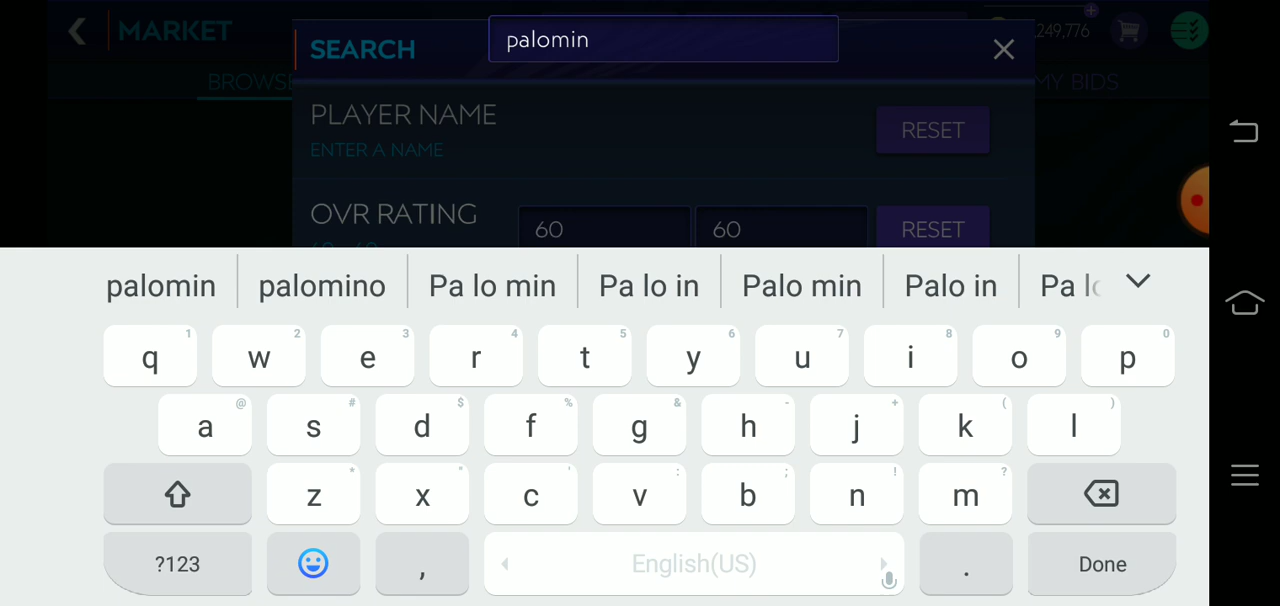 MARKET
SEARCH
palomin
,249,776
BROWSE
MY BIDS
PLAYER NAME
RESET
ENTER A NAME
OVR RATING
60
60
RESET
palomin palomino Pa lo min Pa lo in Palo min Palo in Pa lo
q 1 w 2 e 3 r 4 t 5 y 6 u 7 i 8 o 9 p 0
a @ s # d $ f % g & h - j + k ( l )
z * x " c ' v : b ; n ! m ?
?123 , English(US) . Done